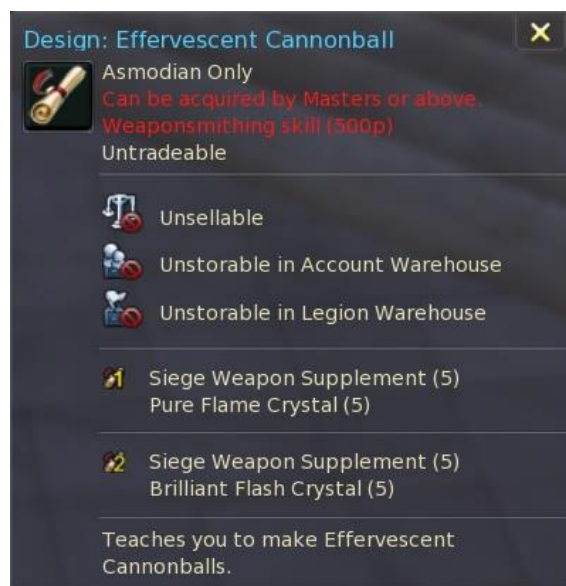 Design: Effervescent Cannonball
Asmodian Only
Can be acquired by Masters or above.
Weaponsmithing skill (500p)
Untradeable
Unsellable
Unstorable in Account Warehouse
Unstorable in Legion Warehouse
1 Siege Weapon Supplement (5)
Pure Flame Crystal (5)
2 Siege Weapon Supplement (5)
Brilliant Flash Crystal (5)
Teaches you to make Effervescent
Cannonballs.